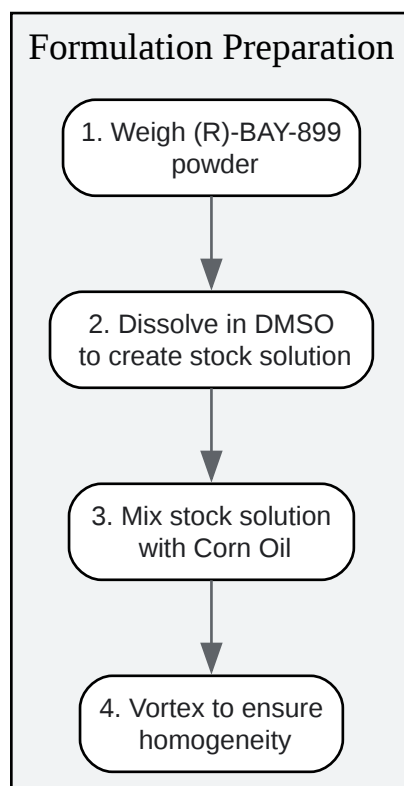 Formulation Preparation
1. Weigh (R)-BAY-899
powder
2. Dissolve in DMSO
to create stock solution
3. Mix stock solution
with Corn Oil
4. Vortex to ensure
homogeneity